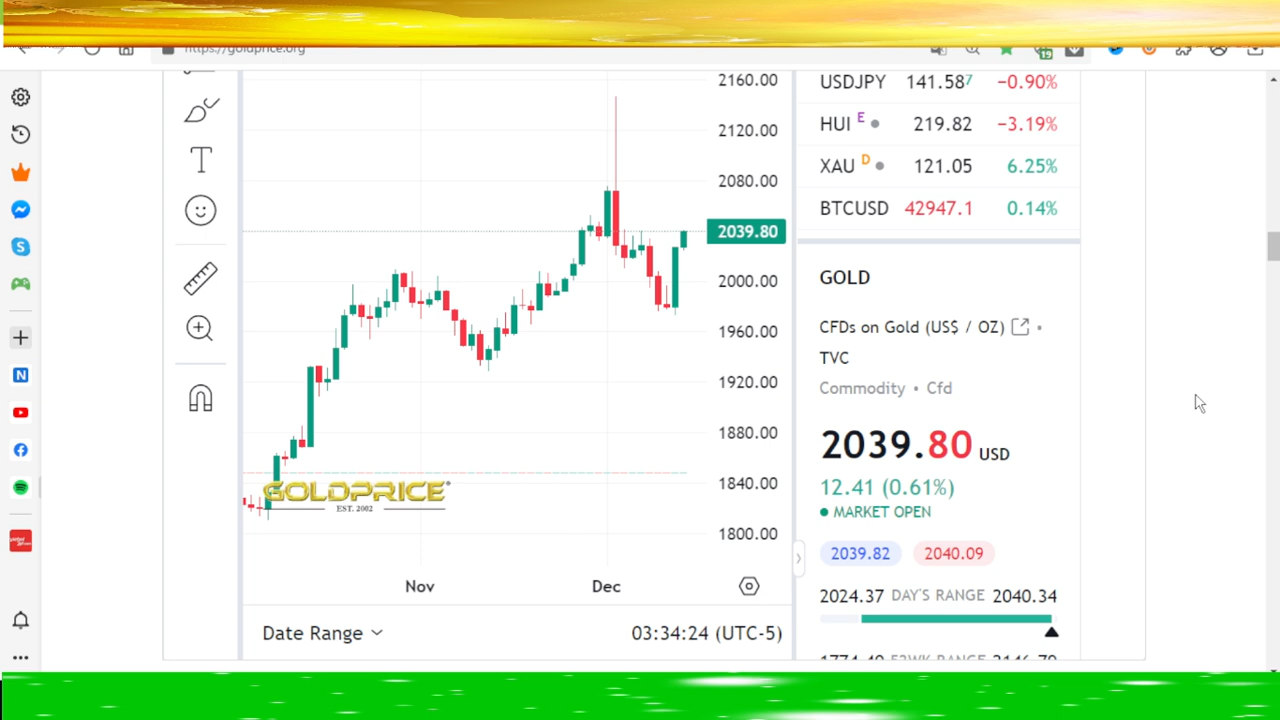 https://goldprice.org
2160.00
2120.00
2080.00
2039.80
2000.00
1960.00
1920.00
1880.00
1840.00
1800.00
GOLDPRICE®
EST. 2002
Nov Dec
Date Range 03:34:24 (UTC-5)
USDJPY 141.587 −0.90%
HUI E 219.82 −3.19%
XAU D 121.05 6.25%
BTCUSD 42947.1 0.14%
GOLD
CFDs on Gold (US$ / OZ)
TVC
Commodity • Cfd
2039.80 USD
12.41 (0.61%)
MARKET OPEN
2039.82 2040.09
2024.37 DAY'S RANGE 2040.34